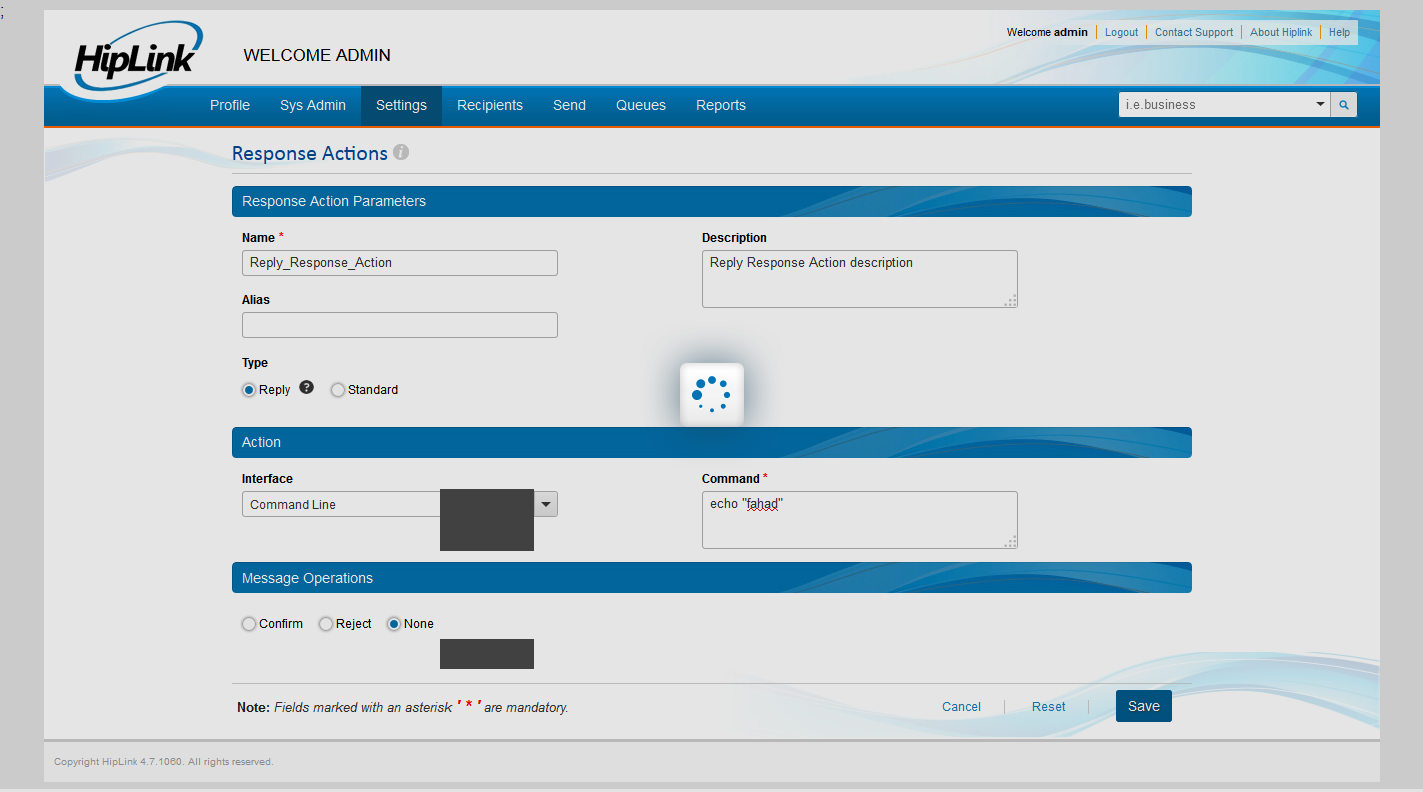 ;
HipLink
WELCOME ADMIN
Welcome admin Logout Contact Support About Hiplink Help
Profile Sys Admin Settings Recipients Send Queues Reports i.e.business
Response Actions i
Response Action Parameters
Name * Description
Reply_Response_Action Reply Response Action description
Alias
Type
Reply ? Standard
Action
Interface Command *
Command Line echo "fahad"
Message Operations
Confirm Reject None
Note: Fields marked with an asterisk ' * ' are mandatory. Cancel Reset Save
Copyright HipLink 4.7.1060. All rights reserved.